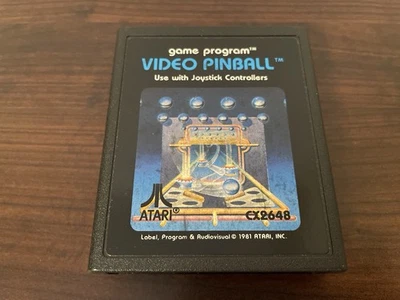 game program™
VIDEO PINBALL™
Use with Joystick Controllers
ATARI® CX2648
Label, Program & Audiovisual © 1981 ATARI, INC.